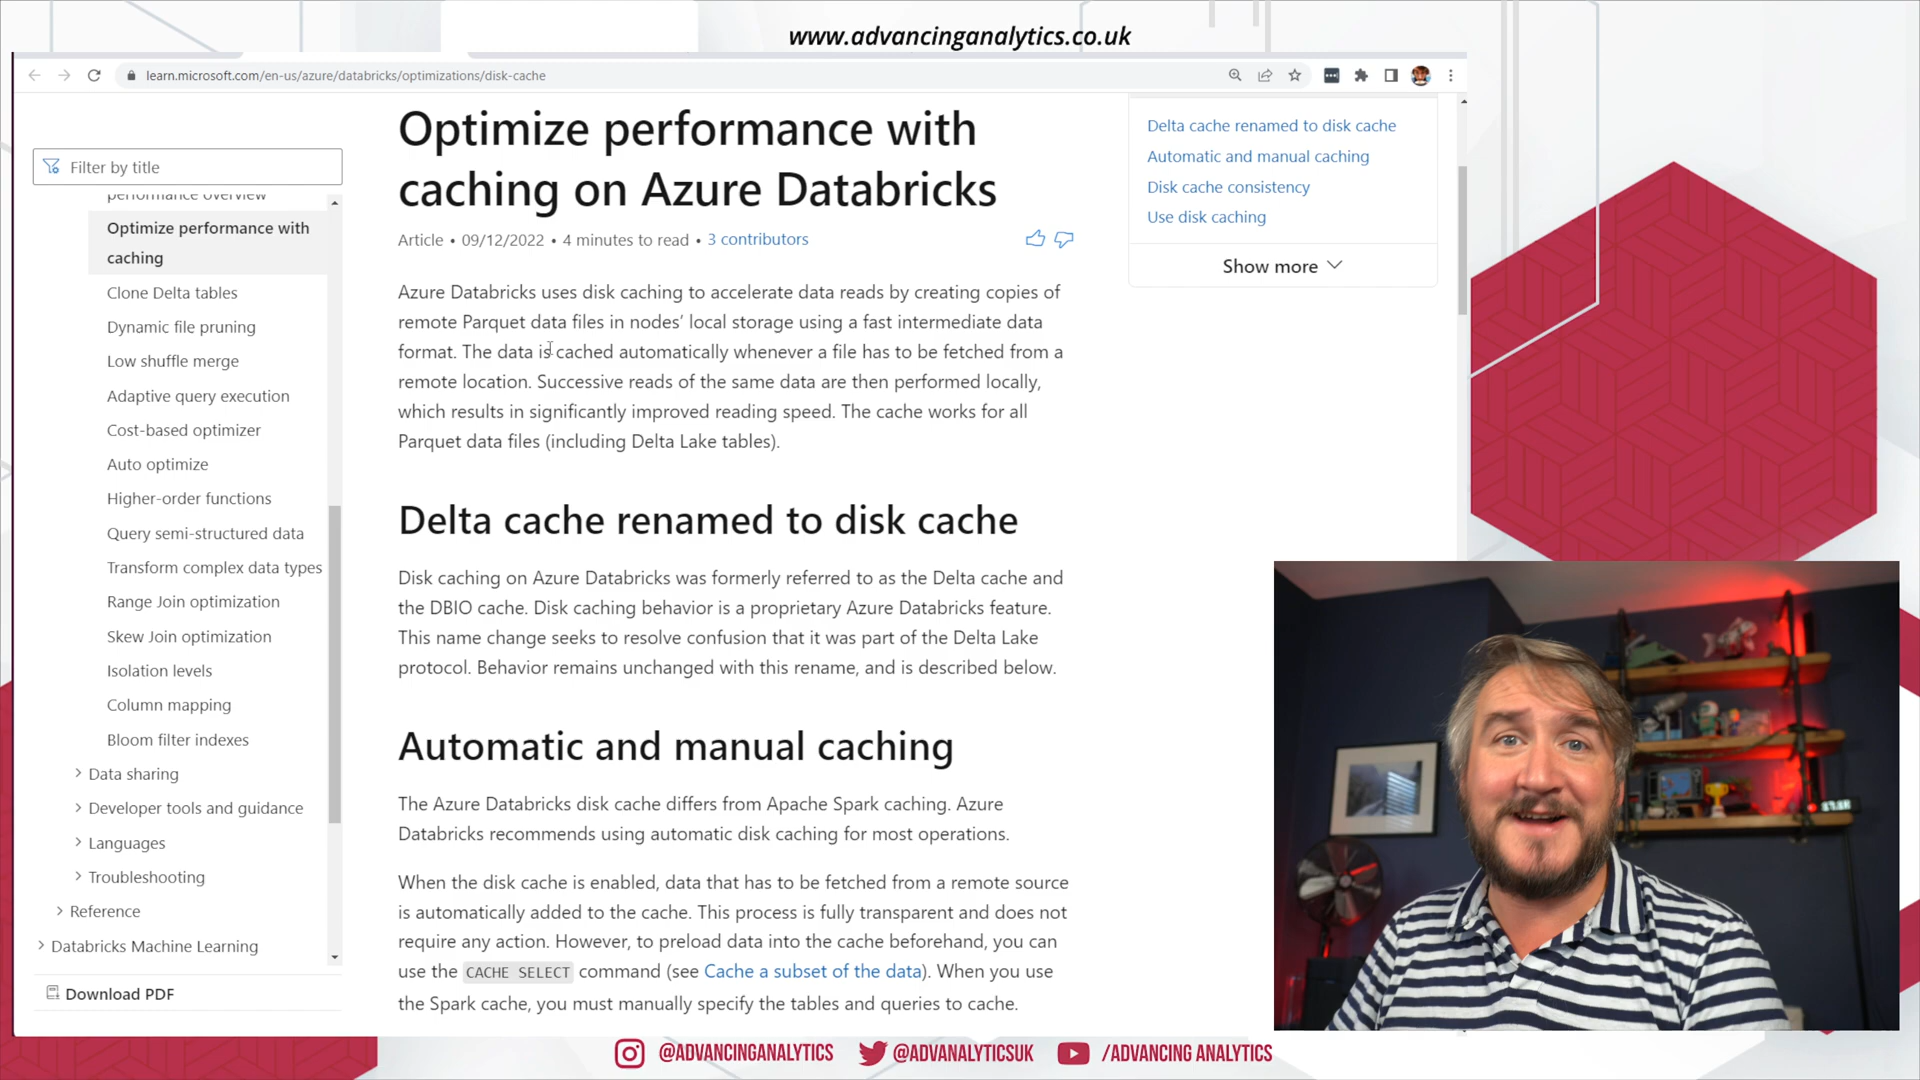 www.advancinganalytics.co.uk
learn.microsoft.com/en-us/azure/databricks/optimizations/disk-cache
Filter by title
performance overview
Optimize performance with
caching
Clone Delta tables
Dynamic file pruning
Low shuffle merge
Adaptive query execution
Cost-based optimizer
Auto optimize
Higher-order functions
Query semi-structured data
Transform complex data types
Range Join optimization
Skew Join optimization
Isolation levels
Column mapping
Bloom filter indexes
Data sharing
Developer tools and guidance
Languages
Troubleshooting
Reference
Databricks Machine Learning
Download PDF
Optimize performance with
caching on Azure Databricks
Article • 09/12/2022 • 4 minutes to read • 3 contributors
Azure Databricks uses disk caching to accelerate data reads by creating copies of
remote Parquet data files in nodes’ local storage using a fast intermediate data
format. The data is cached automatically whenever a file has to be fetched from a
remote location. Successive reads of the same data are then performed locally,
which results in significantly improved reading speed. The cache works for all
Parquet data files (including Delta Lake tables).
Delta cache renamed to disk cache
Disk caching on Azure Databricks was formerly referred to as the Delta cache and
the DBIO cache. Disk caching behavior is a proprietary Azure Databricks feature.
This name change seeks to resolve confusion that it was part of the Delta Lake
protocol. Behavior remains unchanged with this rename, and is described below.
Automatic and manual caching
The Azure Databricks disk cache differs from Apache Spark caching. Azure
Databricks recommends using automatic disk caching for most operations.
When the disk cache is enabled, data that has to be fetched from a remote source
is automatically added to the cache. This process is fully transparent and does not
require any action. However, to preload data into the cache beforehand, you can
use the CACHE SELECT command (see Cache a subset of the data). When you use
the Spark cache, you must manually specify the tables and queries to cache.
Delta cache renamed to disk cache
Automatic and manual caching
Disk cache consistency
Use disk caching
Show more
@ADVANCINGANALYTICS
@ADVANALYTICSUK
/ADVANCING ANALYTICS